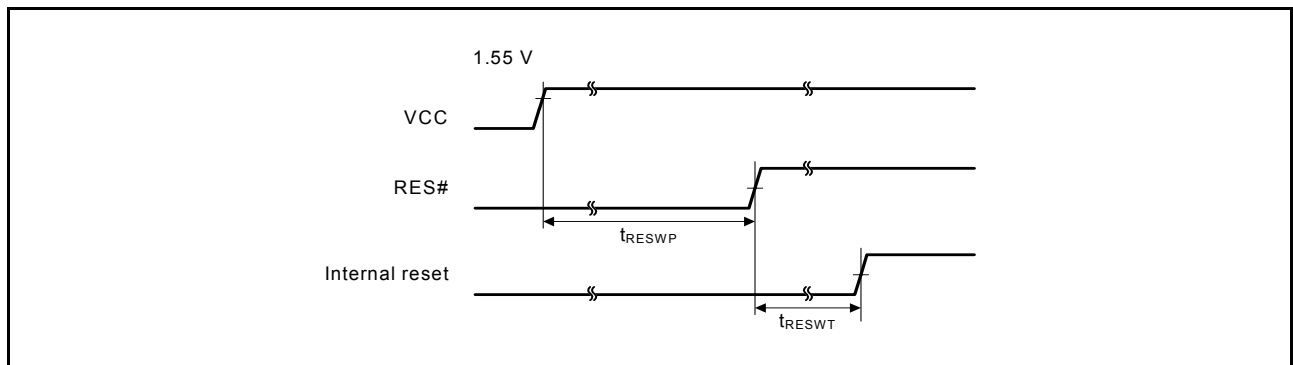 1.55 V
VCC
RES#
tRESWP
Internal reset
tRESWT